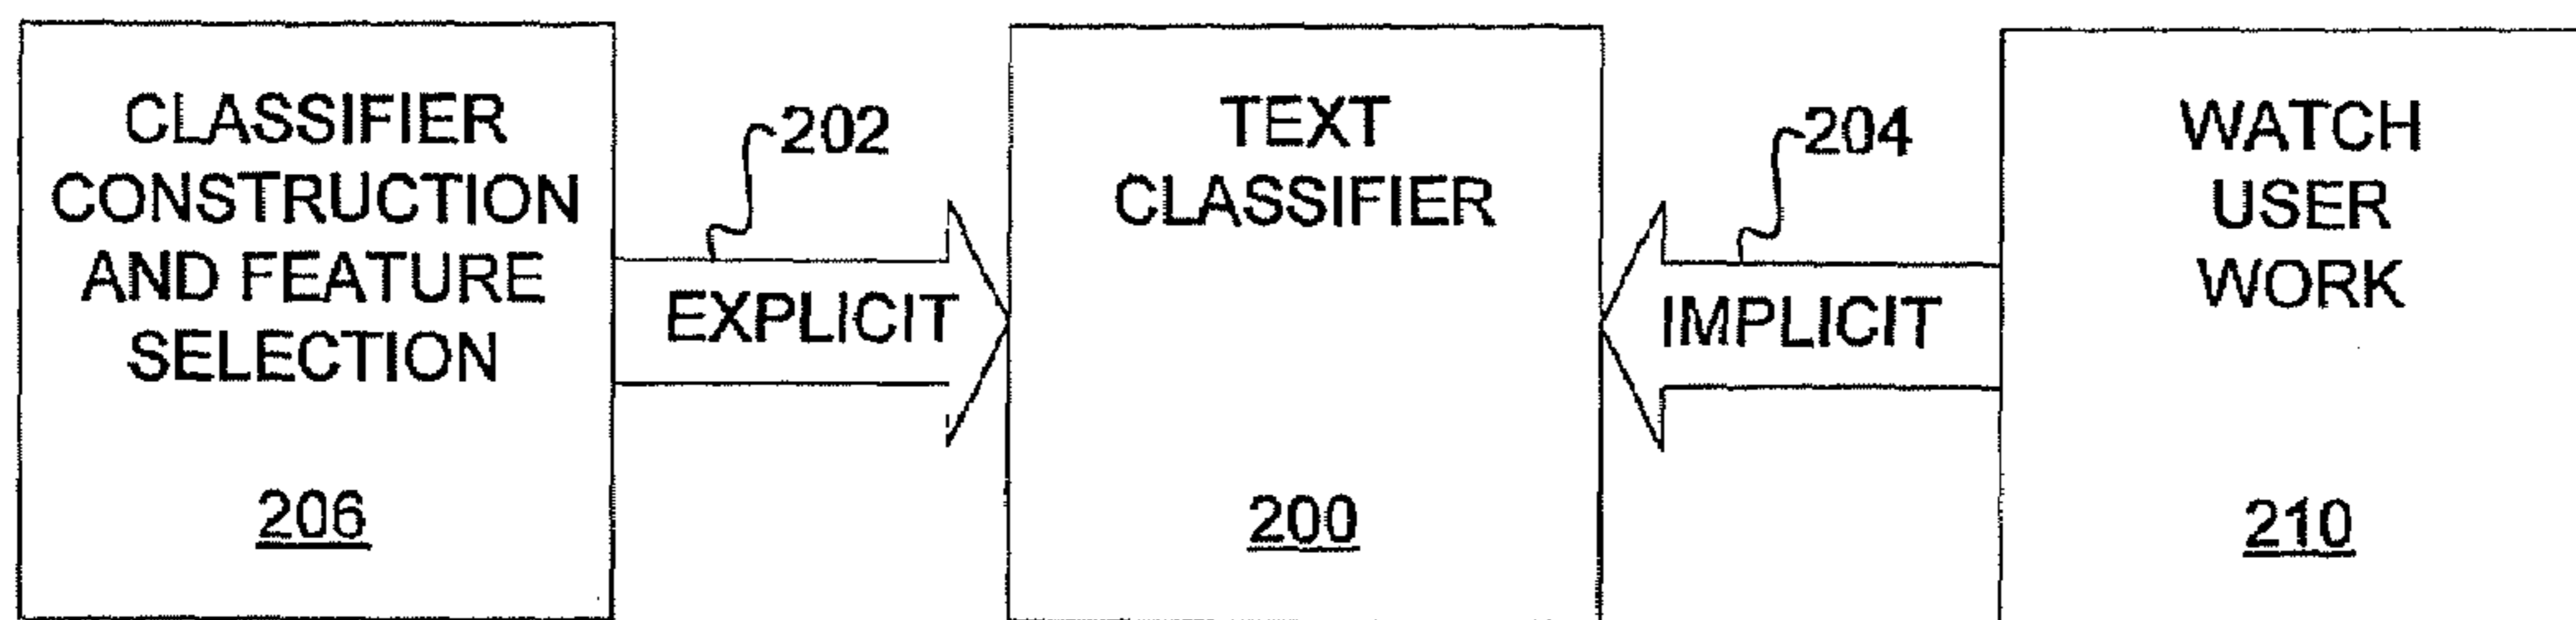 CLASSIFIER
CONSTRUCTION
AND FEATURE
SELECTION
206
202
EXPLICIT
TEXT
CLASSIFIER
200
204
IMPLICIT
WATCH
USER
WORK
210